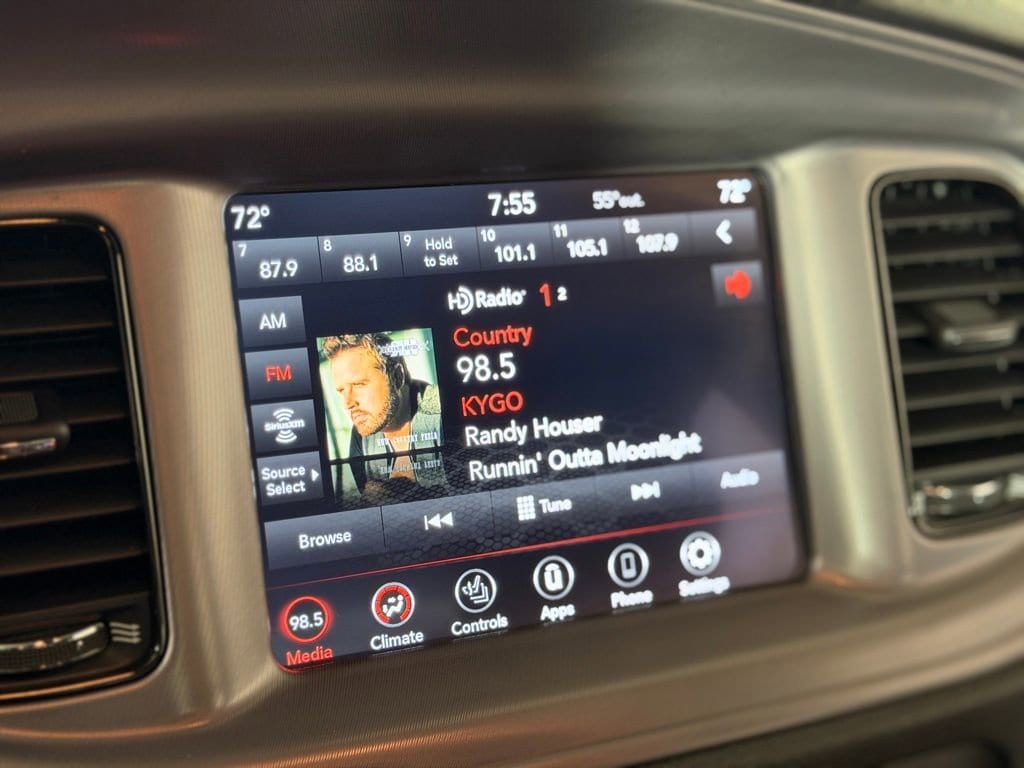 72° 7:55 55°out. 72°
7 87.9 8 88.1 9 Hold to Set 10 101.1 11 105.1 12 107.9
HD Radio 1 2
AM
Country
98.5
FM
KYGO
SiriusXM
Randy Houser
Runnin' Outta Moonlight
Source
Select
Browse Tune Audio
98.5
Media Climate Controls Apps Phone Settings